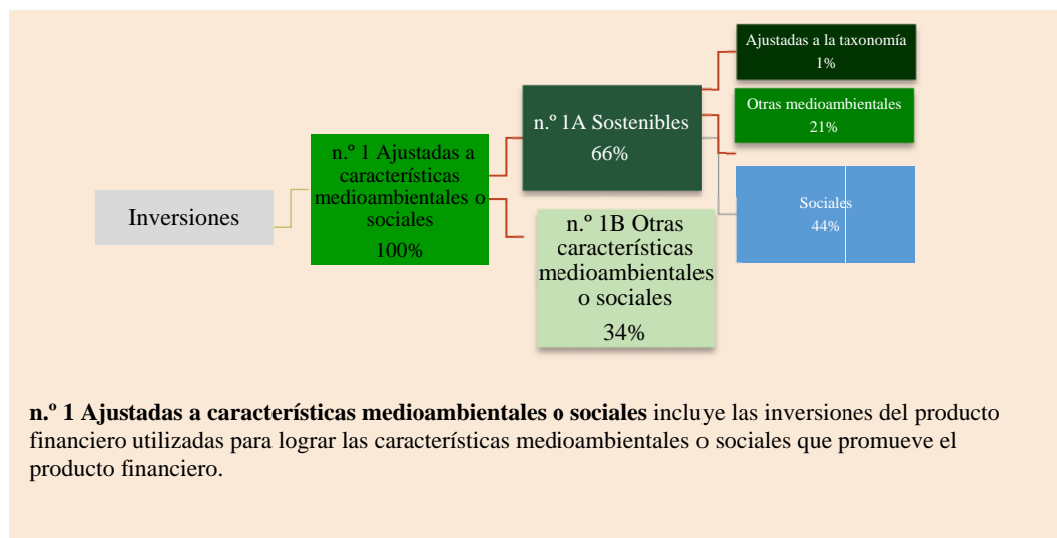 Inversiones
n.º 1 Ajustadas a
características
medioambientales o
sociales
100%
n.º 1A Sostenibles
66%
n.º 1B Otras
características
medioambientales
o sociales
34%
Ajustadas a la taxonomía
1%
Otras medioambientales
21%
Sociales
44%
n.º 1 Ajustadas a características medioambientales o sociales incluye las inversiones del producto
financiero utilizadas para lograr las características medioambientales o sociales que promueve el
producto financiero.